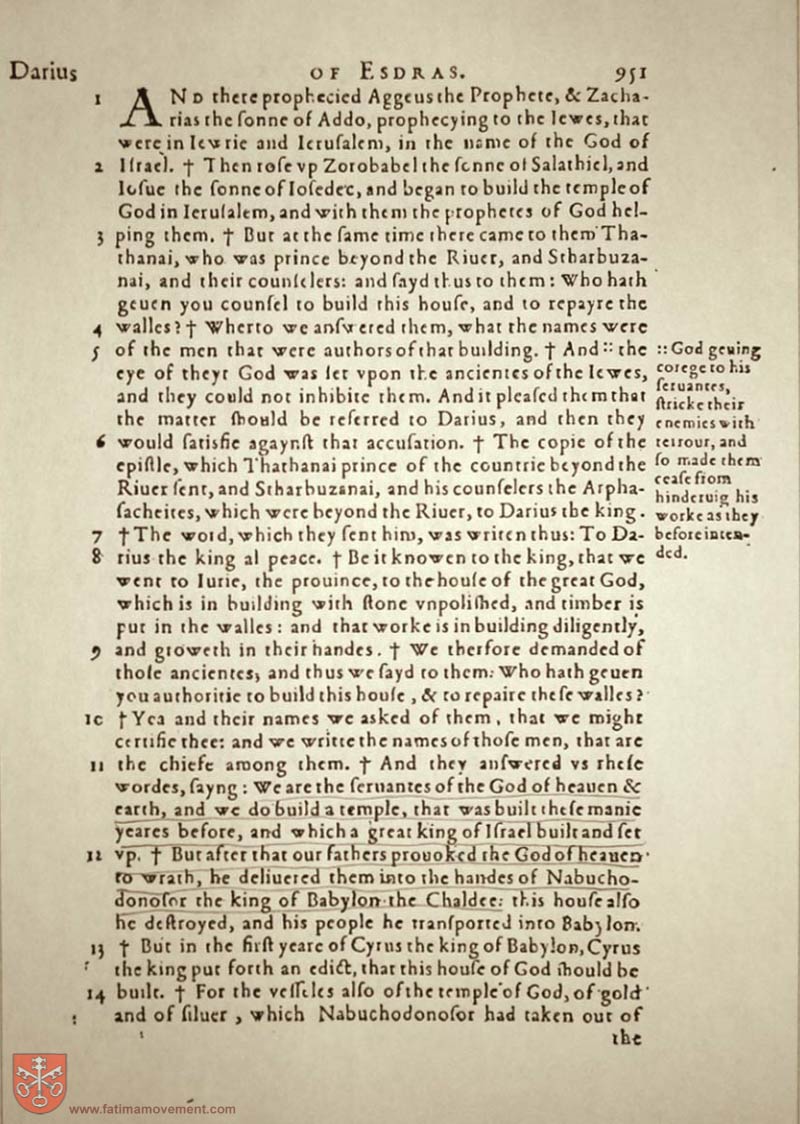 Darius OF ESDRAS. 951
1 AND there prophecied Aggeus the Prophete, & Zacha-
rias the ſonne of Addo, prophecying to the Iewes, that
were in Iewrie and Ieruſalem, in the name of the God of
2 Iſrael. † Then roſe vp Zorobabel the ſonne of Salathiel, and
Ioſue the ſonne of Ioſedec, and began to build the temple of
God in Ieruſalem, and with them the prophetes of God hel-
3 ping them. † But at the ſame time there came to them Tha-
thanai, who was prince beyond the Riuer, and Stharbuza-
nai, and their counſelers: and ſayd thus to them: Who hath
geuen you counſel to build this houſe, and to repayre the
4 walles? † Wherto we anſwered them, what the names were
5 of the men that were authors of that building. † And :: the
eye of theyr God was ſet vpon the ancientes of the Iewes,
and they could not inhibite them. And it pleaſed them that
the matter ſhould be referred to Darius, and then they
6 would ſatisfie agaynſt that accuſation. † The copie of the
epiſtle, which Thathanai prince of the countrie beyond the
Riuer ſent, and Stharbuzanai, and his counſelers the Arpha-
ſacheites, which were beyond the Riuer, to Darius the king.
7 † The word, which they ſent him, was writen thus: To Da-
8 rius the king al peace. † Be it knowen to the king, that we
went to Iurie, the prouince, to the houſe of the great God,
which is in building with ſtone vnpoliſhed, and timber is
put in the walles: and that worke is in building diligently,
9 and groweth in their handes. † We therfore demanded of
thoſe ancientes, and thus we ſayd to them: Who hath geuen
you authoritie to build this houſe, & to repaire theſe walles?
10 † Yea and their names we asked of them, that we might
certifie thee: and we writte the names of thoſe men, that are
11 the chiefe among them. † And they anſwered vs theſe
wordes, ſayng: We are the ſeruantes of the God of heauen &
earth, and we do build a temple, that was built theſe manie
yeares before, and which a great king of Iſrael built and ſet
12 vp. † But after that our fathers prouoked the God of heauen
to wrath, he deliuered them into the handes of Nabucho-
donoſor the king of Babylon the Chaldee: this houſe alſo
he deſtroyed, and his people he tranſported into Babylon.
13 † But in the firſt yeare of Cyrus the king of Babylon, Cyrus
the king put forth an edict, that this houſe of God ſhould be
14 built. † For the veſſeles alſo of the temple of God, of gold
and of ſiluer, which Nabuchodonoſor had taken out of
the
:: God geuing
corege to his
ſeruantes,
ſtricke their
enemies with
terrour, and
ſo made them
ceaſe from
hinderuig his
worke as they
before inten-
ded.
www.fatimamovement.com